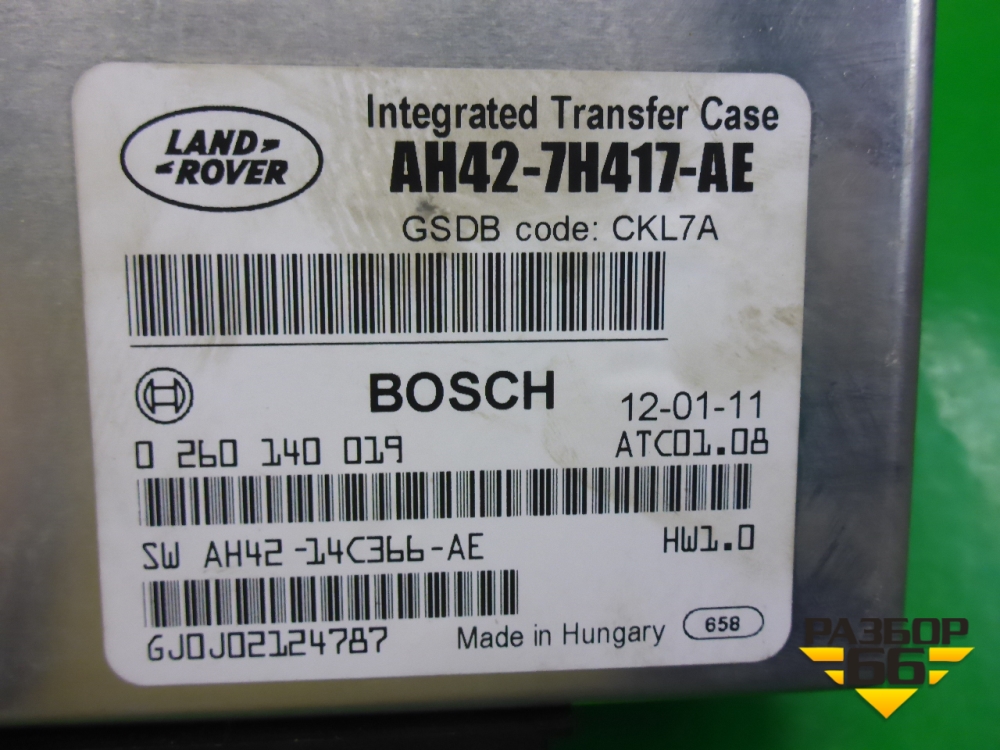 LAND
ROVER
Integrated Transfer Case
AH42-7H417-AE
GSDB code: CKL7A
BOSCH
12-01-11
0 260 140 019
ATC01.08
SW AH42-14C366-AE
HW1.0
GJ0J02124787
Made in Hungary
658
РАЗБОР
66